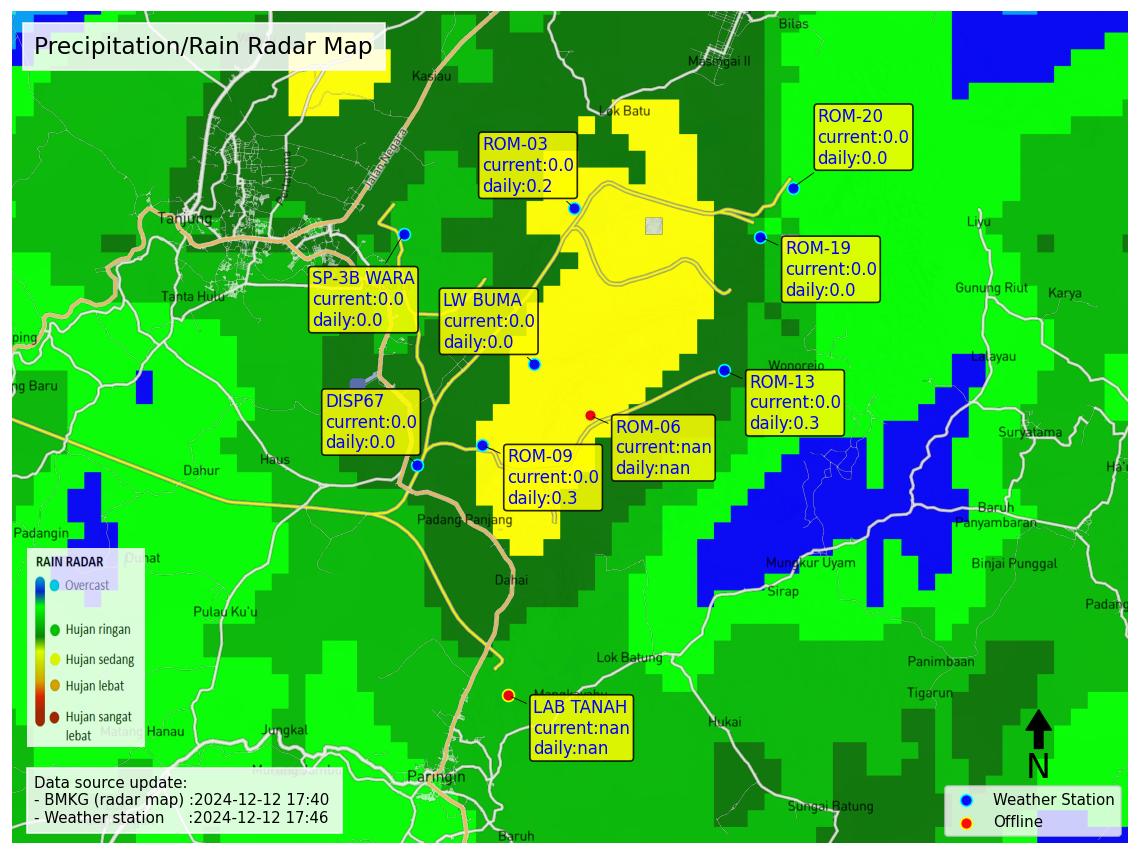 Precipitation/Rain Radar Map
Bilas
Masingai II
Kasiau
Lok Batu
Jalan Negara
ROM-20
current:0.0
daily:0.0
ROM-03
current:0.0
daily:0.2
Tanjung
Liyu
ROM-19
current:0.0
daily:0.0
SP-3B WARA
current:0.0
daily:0.0
LW BUMA
current:0.0
daily:0.0
Tanta Hulu
Gunung Riut
Karya
ping
Lalayau
Wonorejo
ng Baru
ROM-13
current:0.0
daily:0.3
DISP67
current:0.0
daily:0.0
ROM-06
current:nan
daily:nan
Suryatama
ROM-09
current:0.0
daily:0.3
Haus
Dahur
Baruh
Panyambaran
Padang Panjang
Padangin
Mungkur Uyam
Binjai Punggal
Dahai
Sirap
Padang
Pulau Ku'u
RAIN RADAR
Overcast
Hujan ringan
Hujan sedang
Hujan lebat
Hujan sangat
lebat
Lok Batung
Panimbaan
Tigarun
LAB TANAH
current:nan
daily:nan
Hukai
Jungkal
Paringin
Sungai Batung
Baruh
N
Data source update:
- BMKG (radar map) :2024-12-12 17:40
- Weather station :2024-12-12 17:46
Weather Station
Offline